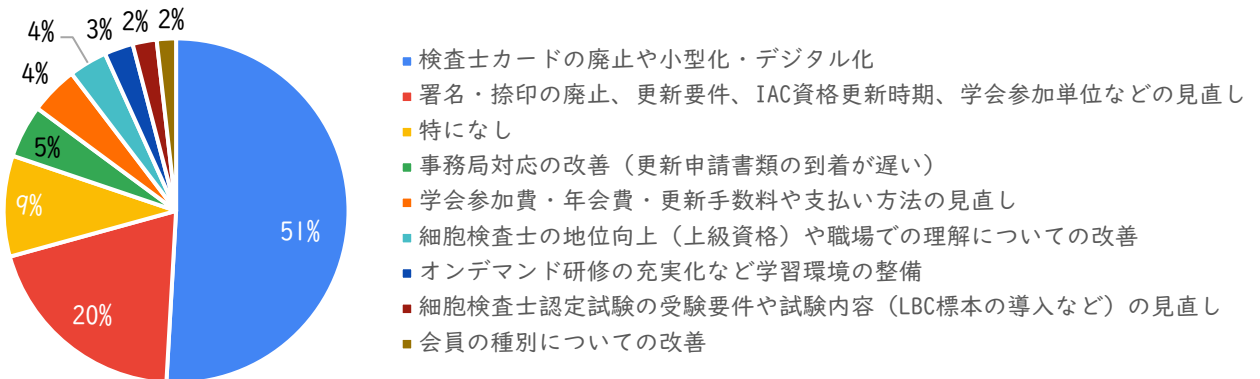 4%
3%
2%
2%
4%
5%
9%
20%
51%
検査士カードの廃止や小型化・デジタル化
署名・捺印の廃止、更新要件、IAC資格更新時期、学会参加単位などの見直し
特になし
事務局対応の改善（更新申請書類の到着が遅い）
学会参加費・年会費・更新手数料や支払い方法の見直し
細胞検査士の地位向上（上級資格）や職場での理解についての改善
オンデマンド研修の充実化など学習環境の整備
細胞検査士認定試験の受験要件や試験内容（LBC標本の導入など）の見直し
会員の種別についての改善